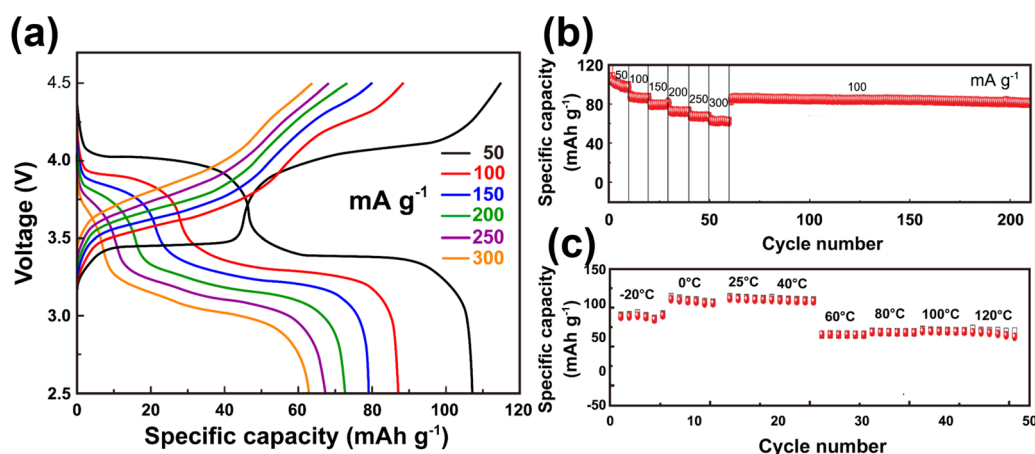 (a)
Voltage (V)
4.5
4.0
3.5
3.0
2.5
0 20 40 60 80 100 120
Specific capacity (mAh g⁻¹)
mA g⁻¹
50
100
150
200
250
300
(b)
Specific capacity
(mAh g⁻¹)
120
80
40
0
50 100 150 200 250 300 100 mA g⁻¹
0 50 100 150 200
Cycle number
(c)
Specific capacity
(mAh g⁻¹)
150
100
50
0
-50
-20°C 0°C 25°C 40°C 60°C 80°C 100°C 120°C
0 10 20 30 40 50
Cycle number